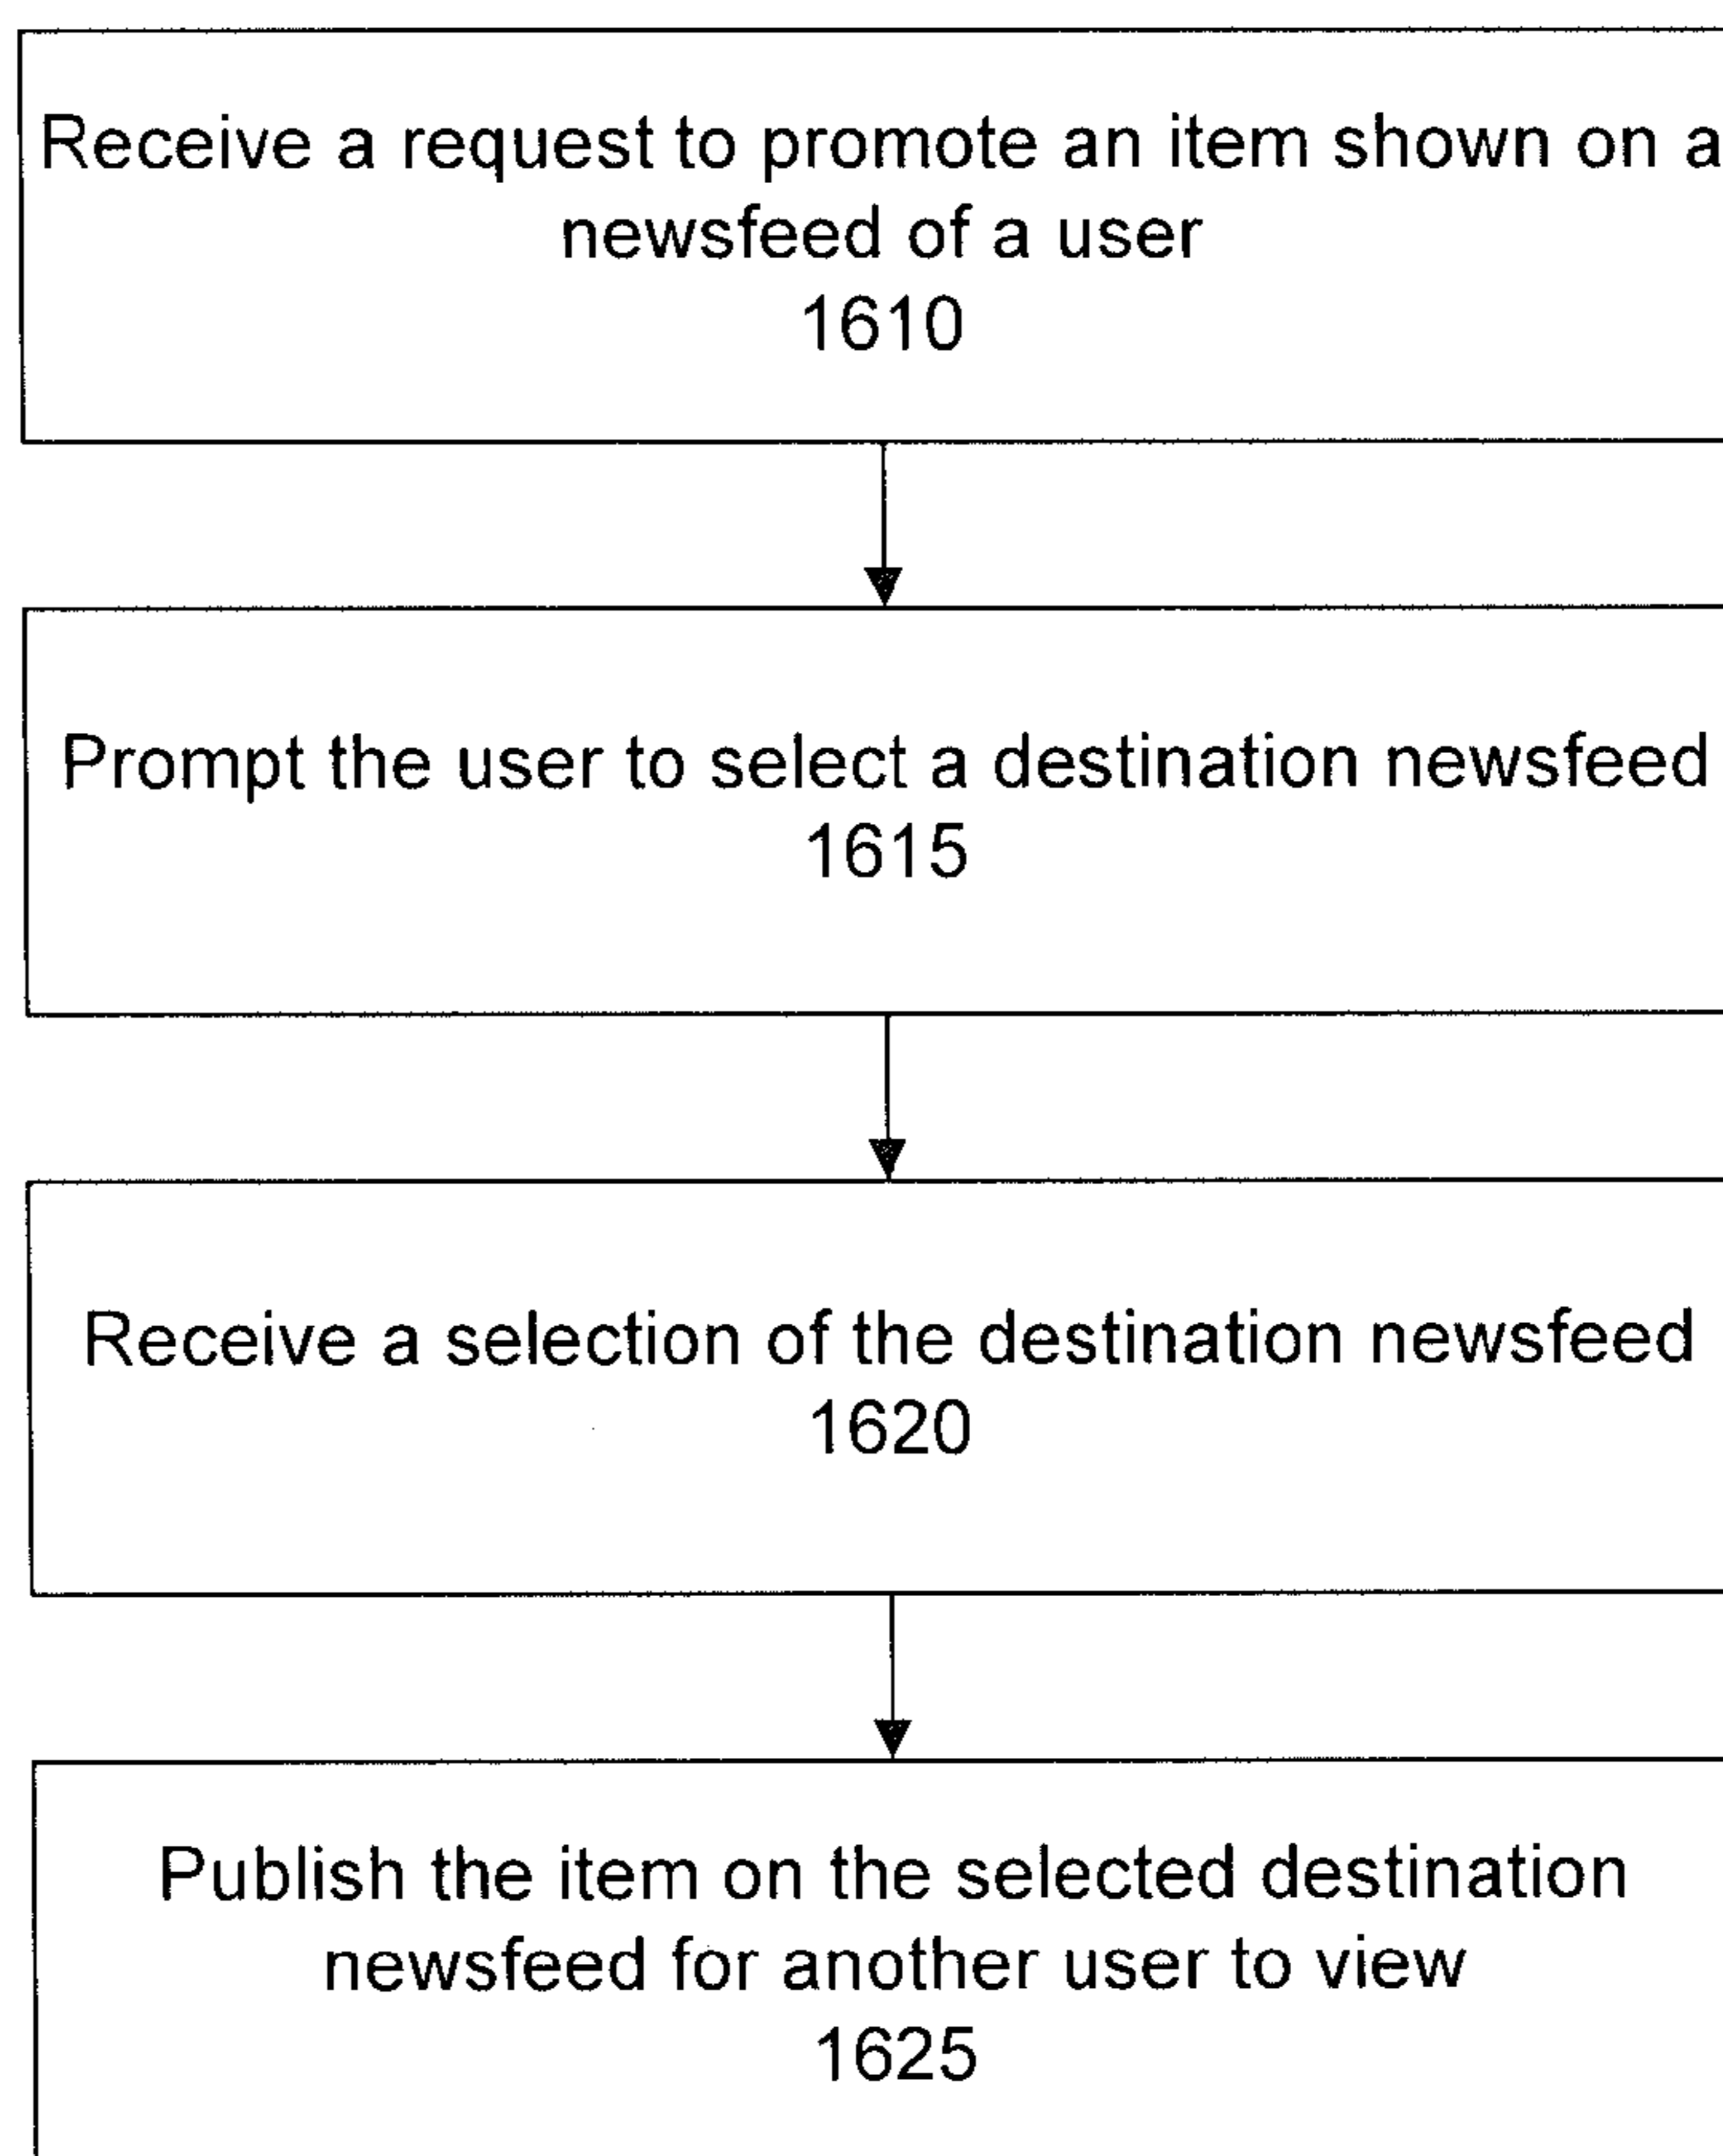 Receive a request to promote an item shown on a
newsfeed of a user
1610
Prompt the user to select a destination newsfeed
1615
Receive a selection of the destination newsfeed
1620
Publish the item on the selected destination
newsfeed for another user to view
1625